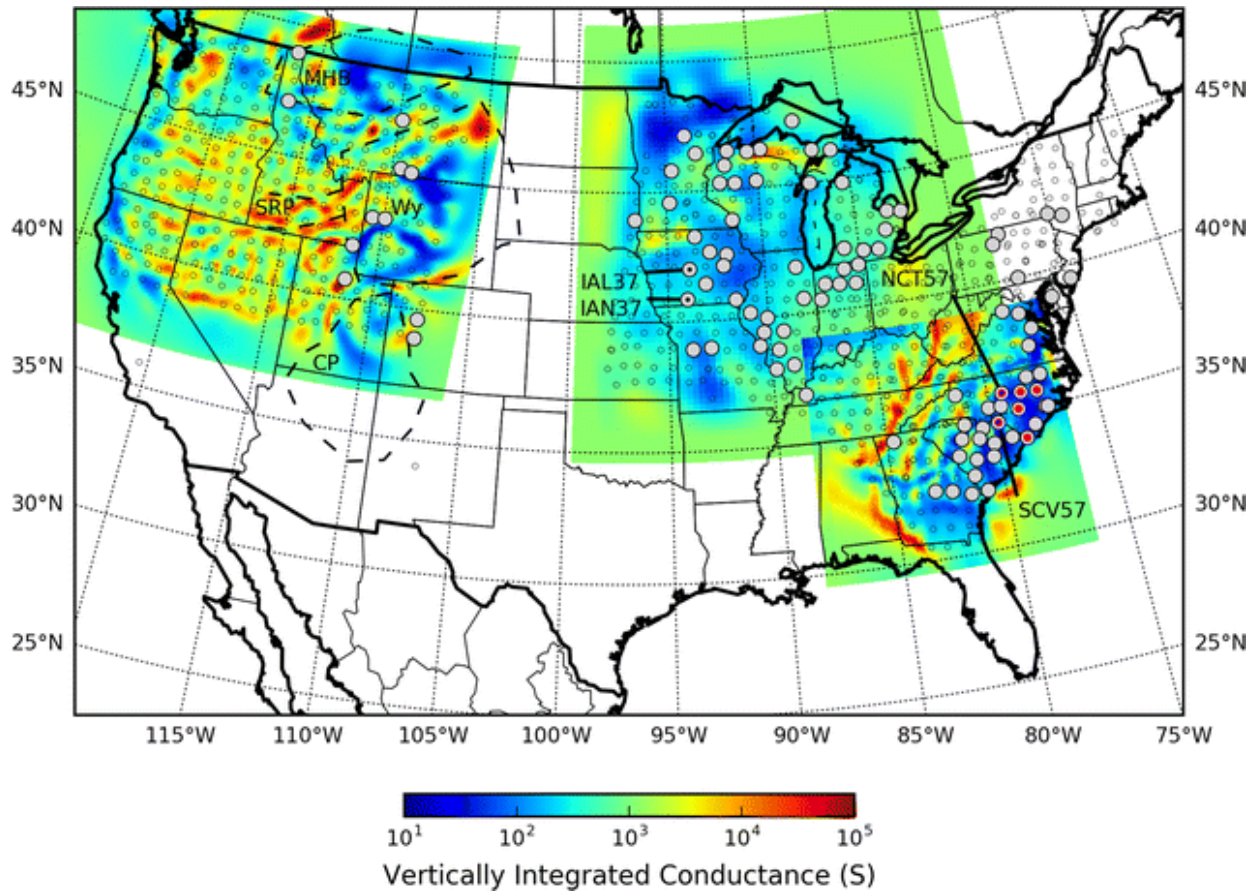 45°N
45°N
MHB
40°N
SRP
Wy
40°N
IAL37
NCT57
IAN37
35°N
CP
35°N
30°N
SCV57
30°N
25°N
25°N
115°W 110°W 105°W 100°W 95°W 90°W 85°W 80°W 75°W
10¹ 10² 10³ 10⁴ 10⁵
Vertically Integrated Conductance (S)